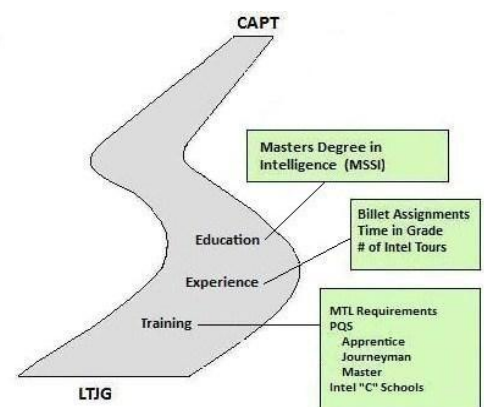 CAPT
Masters Degree in
Intelligence (MSSI)
Education
Billet Assignments
Time in Grade
# of Intel Tours
Experience
Training
MTL Requirements
PQS
Apprentice
Journeyman
Master
Intel "C" Schools
LTJG